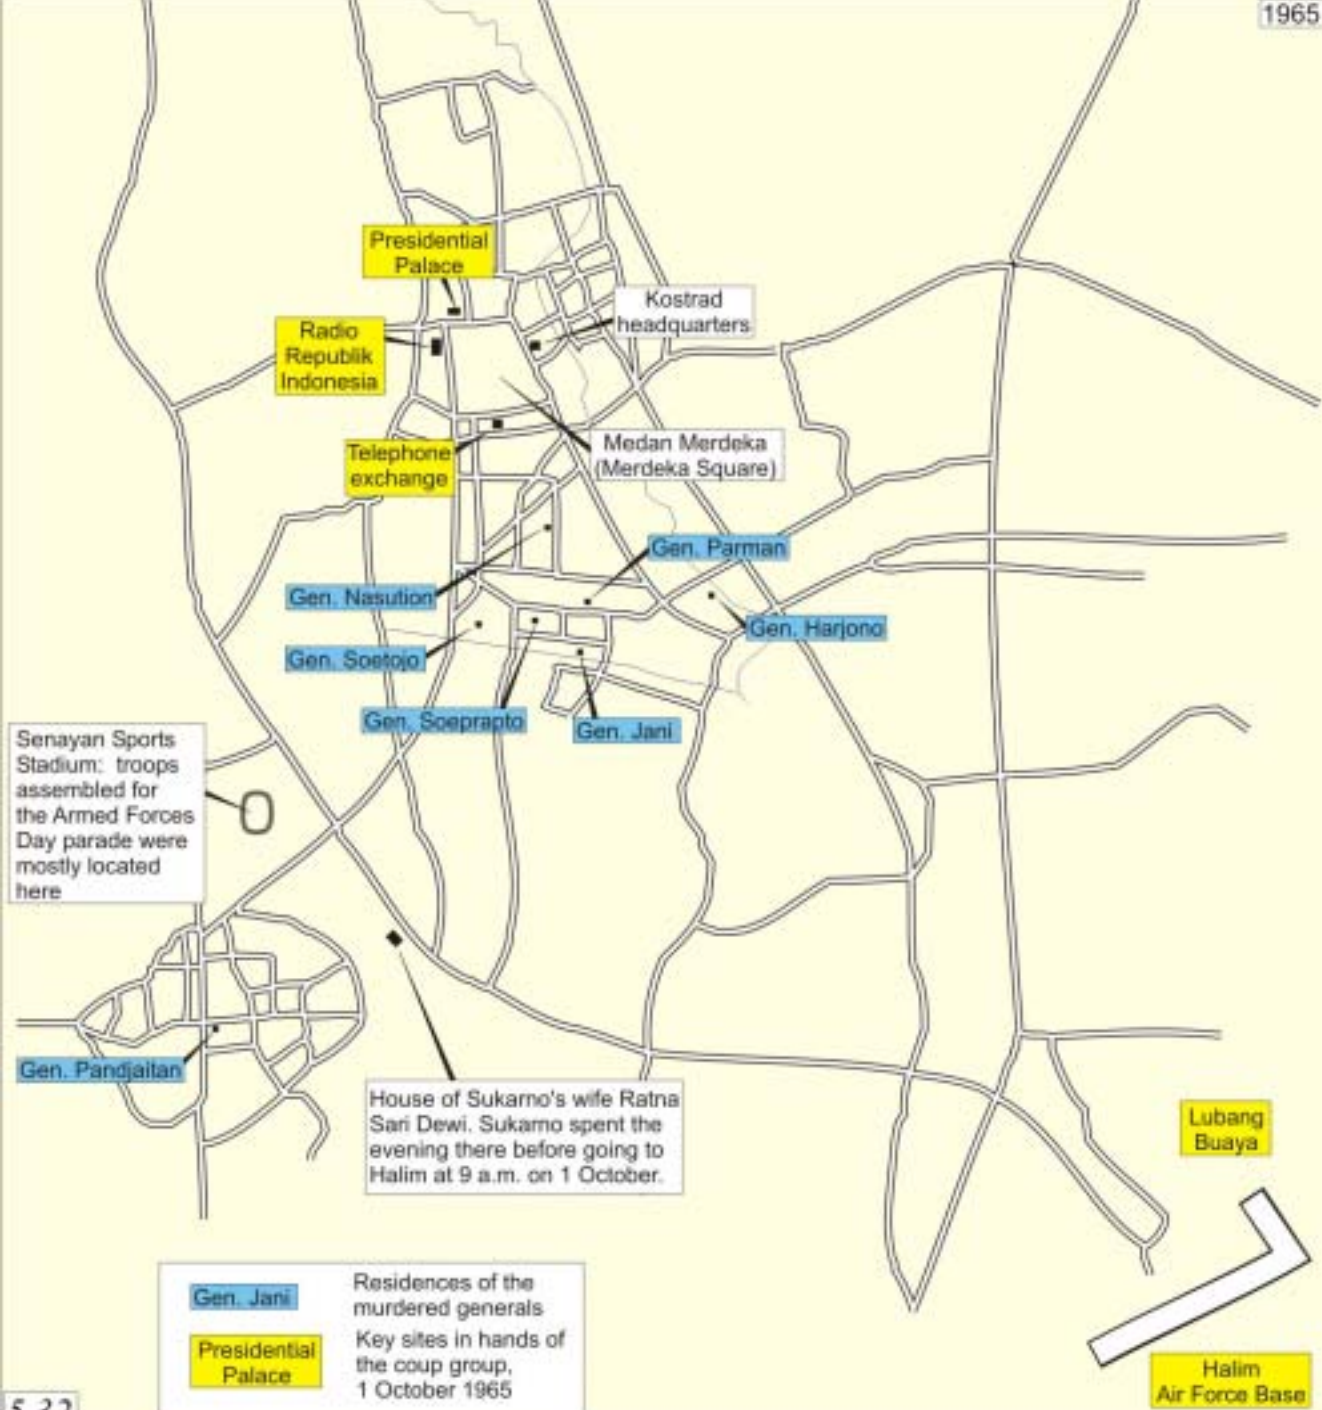 1965
Presidential
Palace
Kostrad
headquarters
Radio
Republik
Indonesia
Medan Merdeka
(Merdeka Square)
Telephone
exchange
Gen. Parman
Gen. Nasution
Gen. Harjono
Gen. Soetojo
Gen. Soeprapto
Gen. Jani
Senayan Sports
Stadium: troops
assembled for
the Armed Forces
Day parade were
mostly located
here
Gen. Pandjaitan
House of Sukarno's wife Ratna
Sari Dewi. Sukarno spent the
evening there before going to
Halim at 9 a.m. on 1 October.
Lubang
Buaya
Halim
Air Force Base
Gen. Jani
Residences of the
murdered generals
Presidential
Palace
Key sites in hands of
the coup group,
1 October 1965
5.32